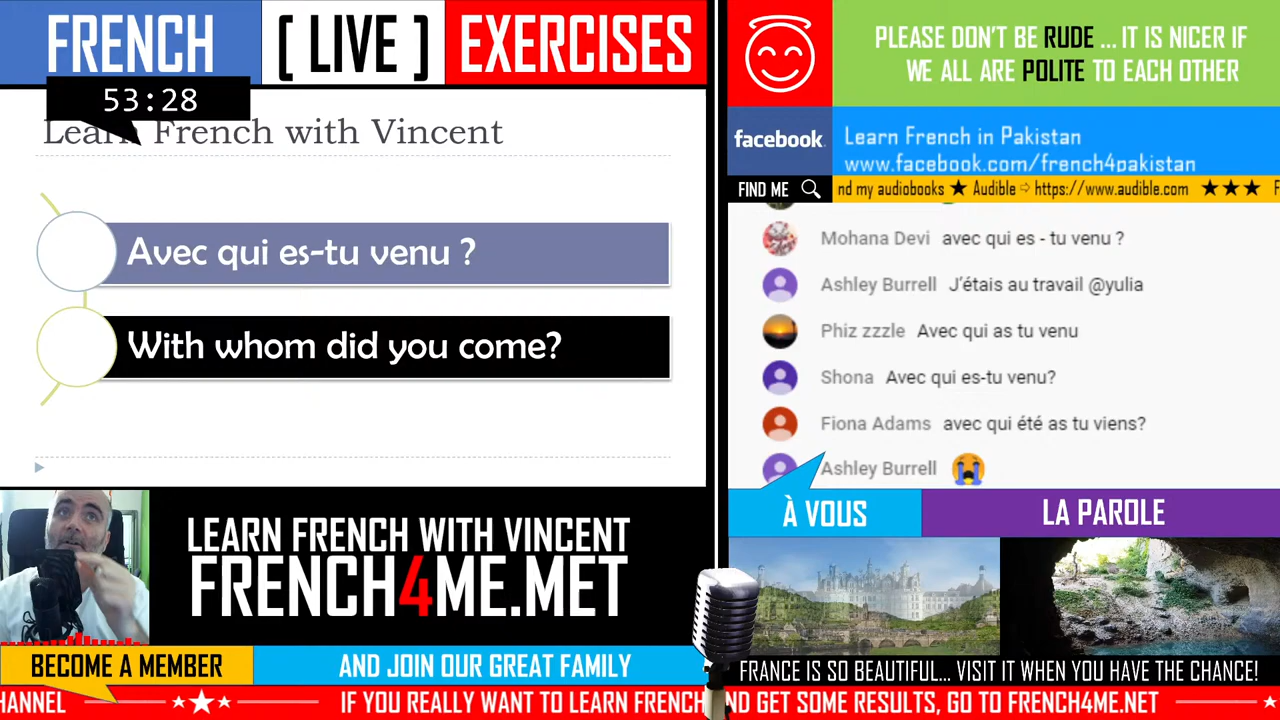 FRENCH
[ LIVE ]
EXERCISES
53:28
Learn French with Vincent
Avec qui es-tu venu ?
With whom did you come?
LEARN FRENCH WITH VINCENT
FRENCH4ME.MET
BECOME A MEMBER
AND JOIN OUR GREAT FAMILY
PLEASE DON'T BE RUDE ... IT IS NICER IF
WE ALL ARE POLITE TO EACH OTHER
facebook.
Learn French in Pakistan
www.facebook.com/french4pakistan
FIND ME
nd my audiobooks ★ Audible ⇨ https://www.audible.com ★★★ F
Mohana Devi avec qui es - tu venu ?
Ashley Burrell J'étais au travail @yulia
Phiz zzzle Avec qui as tu venu
Shona Avec qui es-tu venu?
Fiona Adams avec qui été as tu viens?
Ashley Burrell 😭
À VOUS
LA PAROLE
FRANCE IS SO BEAUTIFUL... VISIT IT WHEN YOU HAVE THE CHANCE!
HANNEL ★ IF YOU REALLY WANT TO LEARN FRENCH ND GET SOME RESULTS, GO TO FRENCH4ME.NET